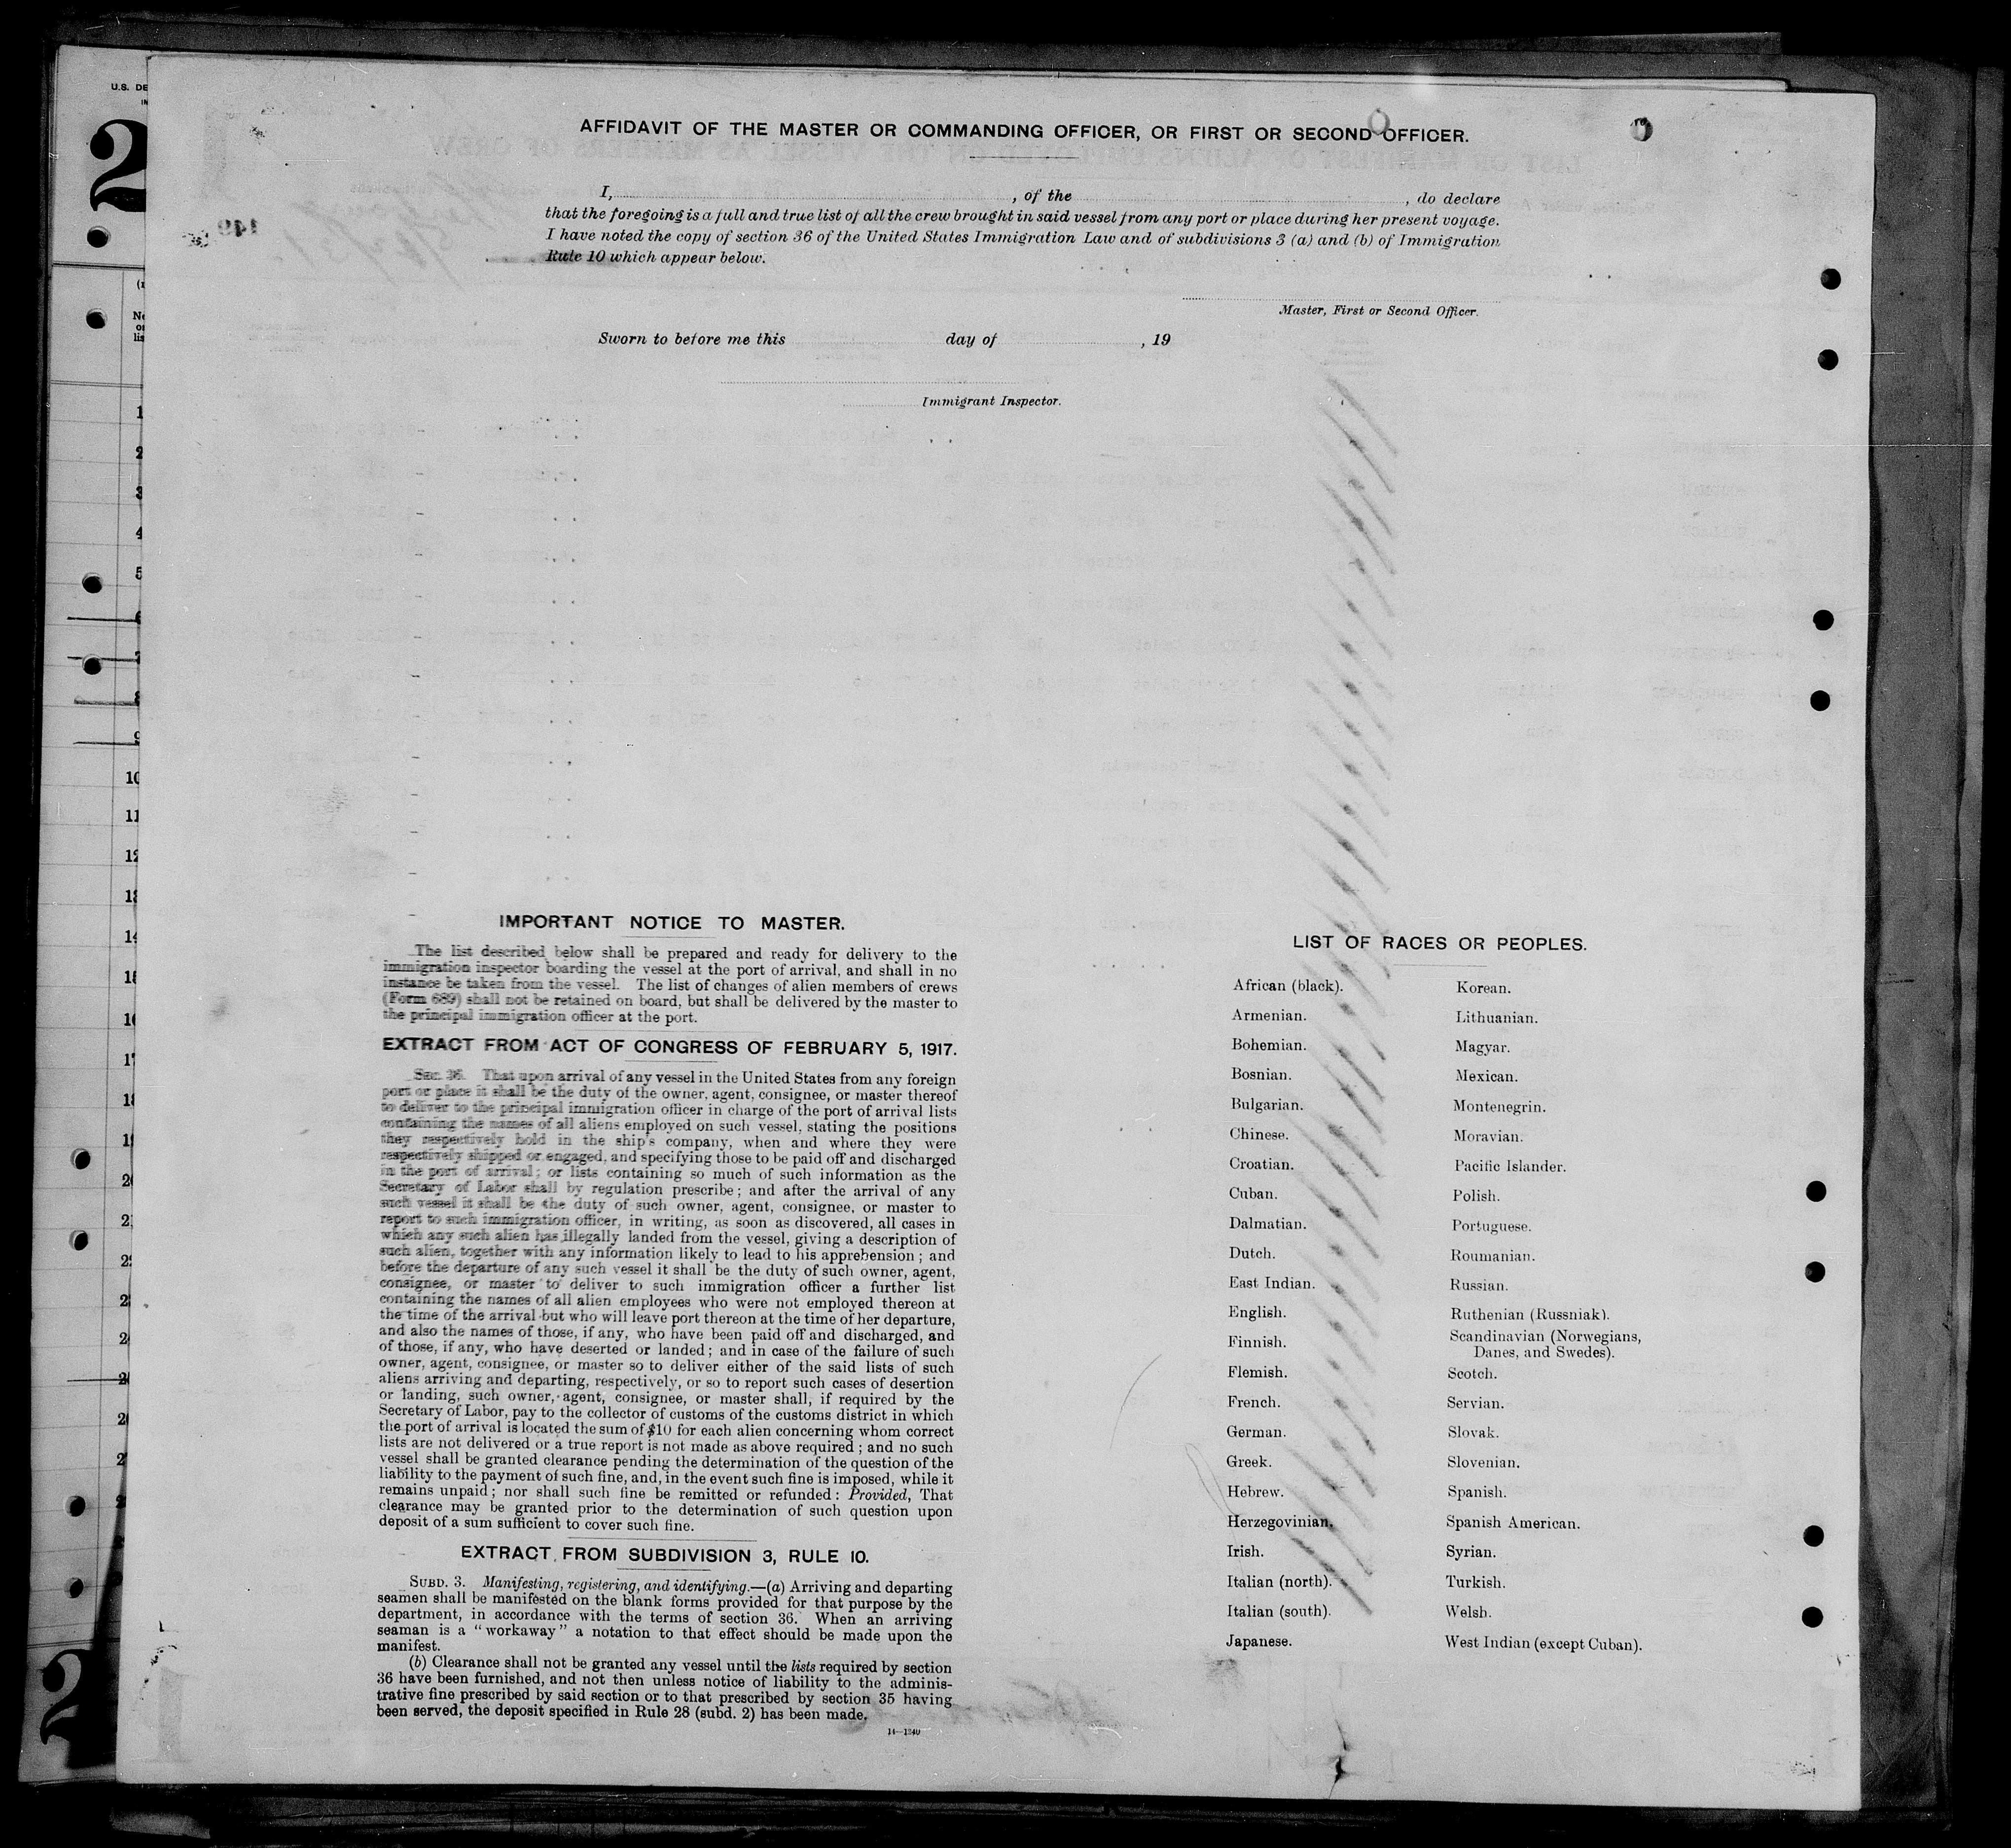 U.S. DE
IN
2
AFFIDAVIT OF THE MASTER OR COMMANDING OFFICER, OR FIRST OR SECOND OFFICER.
I, , of the , do declare
that the foregoing is a full and true list of all the crew brought in said vessel from any port or place during her present voyage.
I have noted the copy of section 36 of the United States Immigration Law and of subdivisions 3 (a) and (b) of Immigration
Rule 10 which appear below.
Master, First or Second Officer.
Sworn to before me this day of , 19
Immigrant Inspector.
IMPORTANT NOTICE TO MASTER.
The list described below shall be prepared and ready for delivery to the
immigration inspector boarding the vessel at the port of arrival, and shall in no
instance be taken from the vessel. The list of changes of alien members of crews
(Form 689) shall not be retained on board, but shall be delivered by the master to
the principal immigration officer at the port.
EXTRACT FROM ACT OF CONGRESS OF FEBRUARY 5, 1917.
Sec. 36. That upon arrival of any vessel in the United States from any foreign
port or place it shall be the duty of the owner, agent, consignee, or master thereof
to deliver to the principal immigration officer in charge of the port of arrival lists
containing the names of all aliens employed on such vessel, stating the positions
they respectively hold in the ship's company, when and where they were
respectively shipped or engaged, and specifying those to be paid off and discharged
in the port of arrival; or lists containing so much of such information as the
Secretary of Labor shall by regulation prescribe; and after the arrival of any
such vessel it shall be the duty of such owner, agent, consignee, or master to
report to such immigration officer, in writing, as soon as discovered, all cases in
which any such alien has illegally landed from the vessel, giving a description of
such alien, together with any information likely to lead to his apprehension; and
before the departure of any such vessel it shall be the duty of such owner, agent,
consignee, or master to deliver to such immigration officer a further list
containing the names of all alien employees who were not employed thereon at
the time of the arrival but who will leave port thereon at the time of her departure,
and also the names of those, if any, who have been paid off and discharged, and
of those, if any, who have deserted or landed; and in case of the failure of such
owner, agent, consignee, or master so to deliver either of the said lists of such
aliens arriving and departing, respectively, or so to report such cases of desertion
or landing, such owner, agent, consignee, or master shall, if required by the
Secretary of Labor, pay to the collector of customs of the customs district in which
the port of arrival is located the sum of $10 for each alien concerning whom correct
lists are not delivered or a true report is not made as above required; and no such
vessel shall be granted clearance pending the determination of the question of the
liability to the payment of such fine, and, in the event such fine is imposed, while it
remains unpaid; nor shall such fine be remitted or refunded: Provided, That
clearance may be granted prior to the determination of such question upon
deposit of a sum sufficient to cover such fine.
EXTRACT FROM SUBDIVISION 3, RULE 10.
SUBD. 3. Manifesting, registering, and identifying.—(a) Arriving and departing
seamen shall be manifested on the blank forms provided for that purpose by the
department, in accordance with the terms of section 36. When an arriving
seaman is a "workaway" a notation to that effect should be made upon the
manifest.
(b) Clearance shall not be granted any vessel until the lists required by section
36 have been furnished, and not then unless notice of liability to the adminis-
trative fine prescribed by said section or to that prescribed by section 35 having
been served, the deposit specified in Rule 28 (subd. 2) has been made.
14—1240
LIST OF RACES OR PEOPLES.
African (black).
Armenian.
Bohemian.
Bosnian.
Bulgarian.
Chinese.
Croatian.
Cuban.
Dalmatian.
Dutch.
East Indian.
English.
Finnish.
Flemish.
French.
German.
Greek.
Hebrew.
Herzegovinian.
Irish.
Italian (north).
Italian (south).
Japanese.
Korean.
Lithuanian.
Magyar.
Mexican.
Montenegrin.
Moravian.
Pacific Islander.
Polish.
Portuguese.
Roumanian.
Russian.
Ruthenian (Russniak).
Scandinavian (Norwegians,
Danes, and Swedes).
Scotch.
Servian.
Slovak.
Slovenian.
Spanish.
Spanish American.
Syrian.
Turkish.
Welsh.
West Indian (except Cuban).